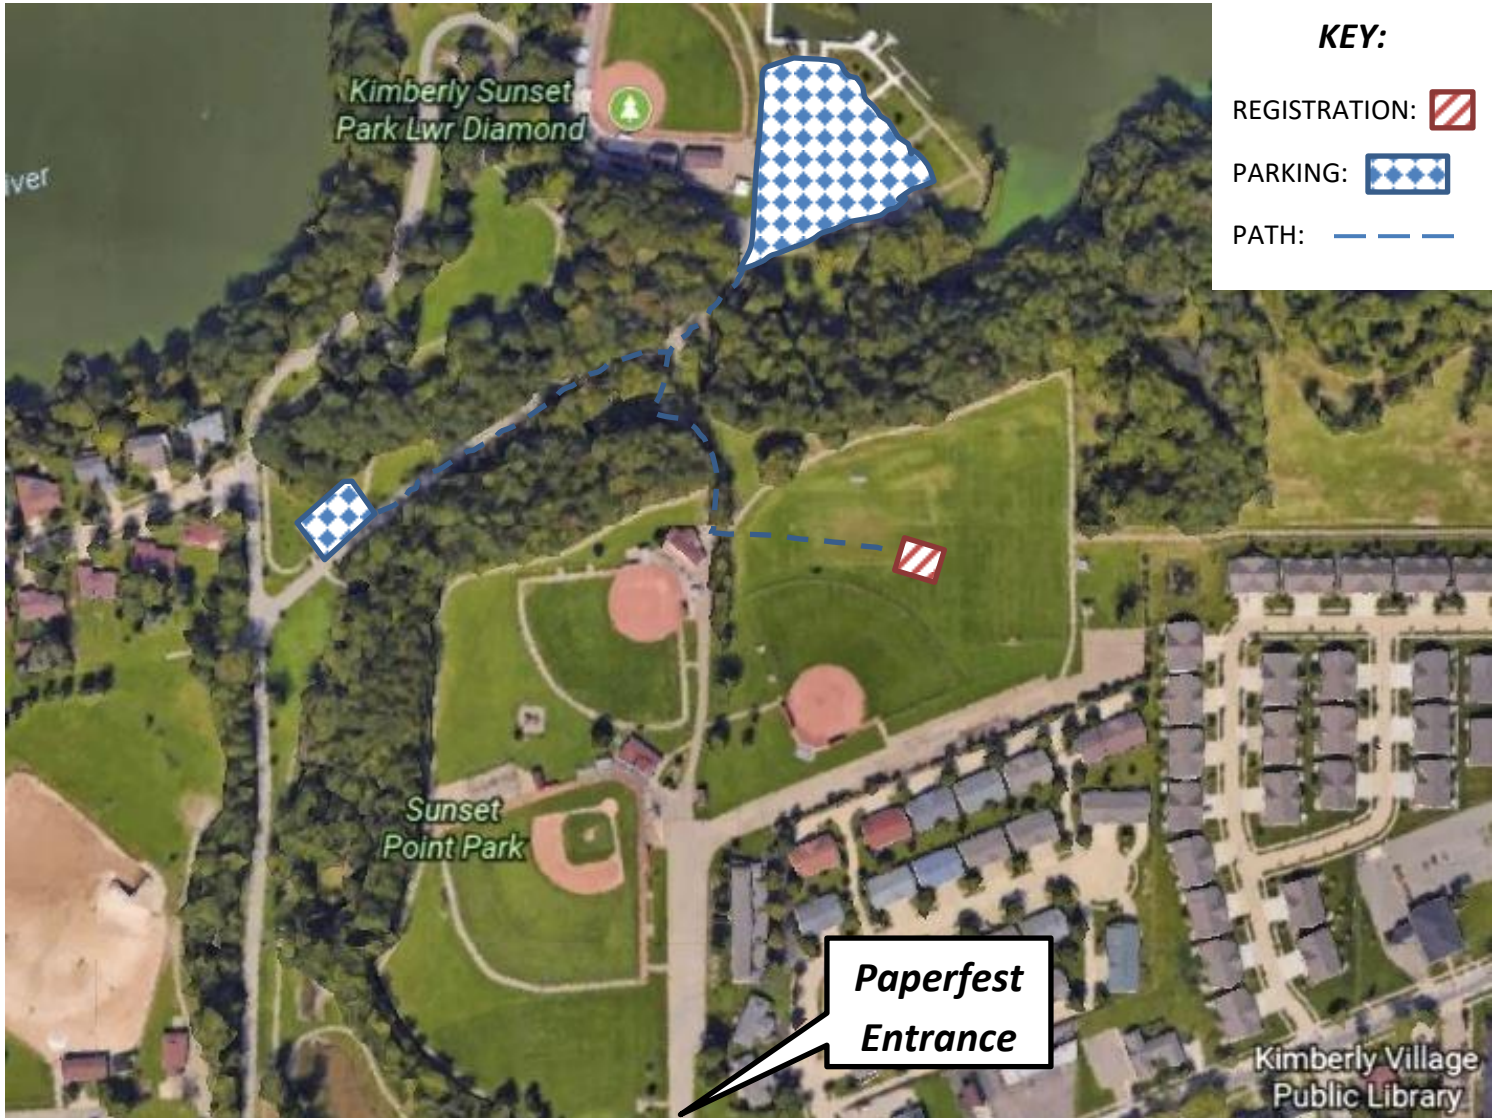 KEY:
REGISTRATION:
PARKING:
PATH:
Kimberly Sunset
Park Lwr Diamond
iver
Sunset
Point Park
Paperfest
Entrance
Kimberly Village
Public Library